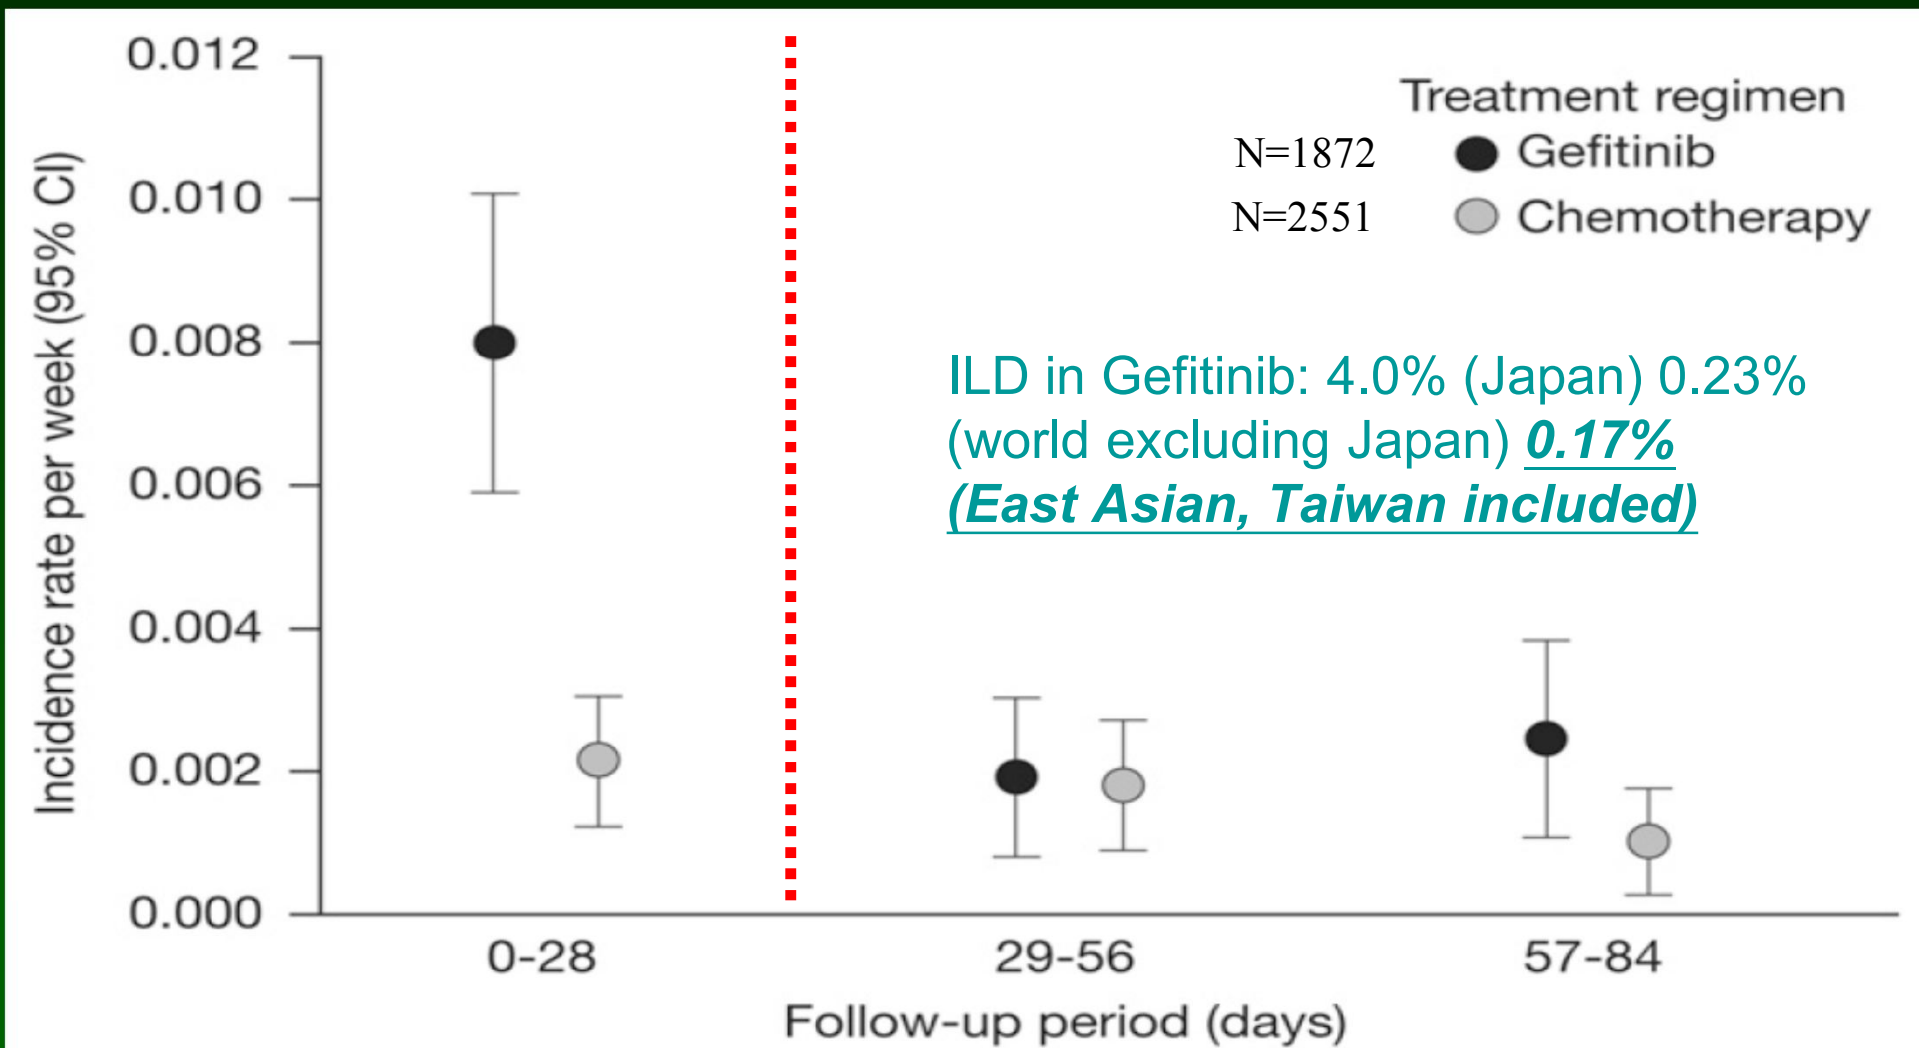 Incidence rate per week (95% CI)
0.012
0.010
0.008
0.006
0.004
0.002
0.000
Treatment regimen
N=1872 Gefitinib
N=2551 Chemotherapy
ILD in Gefitinib: 4.0% (Japan) 0.23%
(world excluding Japan) 0.17%
(East Asian, Taiwan included)
0-28 29-56 57-84
Follow-up period (days)